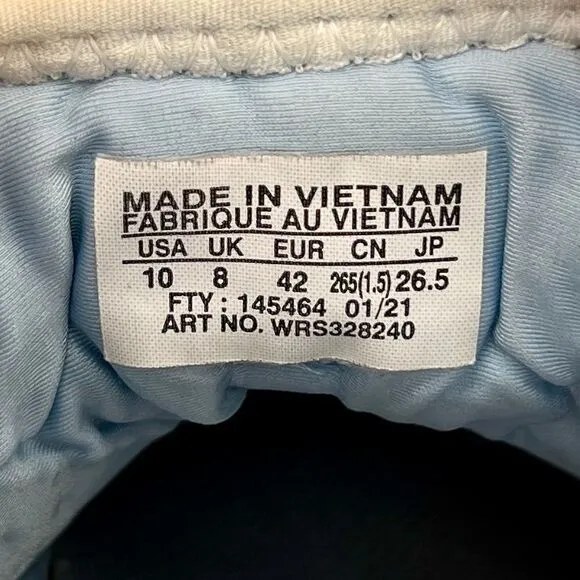 MADE IN VIETNAM
FABRIQUE AU VIETNAM
USA UK EUR CN JP
10 8 42 265(1.5) 26.5
FTY : 145464 01/21
ART NO. WRS328240